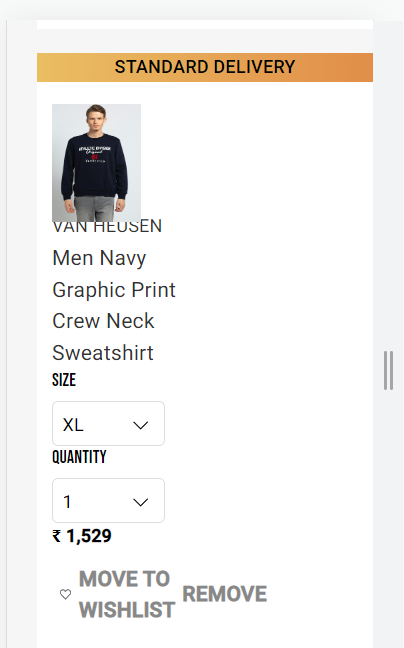 STANDARD DELIVERY
VAN HEUSEN
Men Navy
Graphic Print
Crew Neck
Sweatshirt
SIZE
XL
QUANTITY
1
₹ 1,529
MOVE TO
WISHLIST
REMOVE